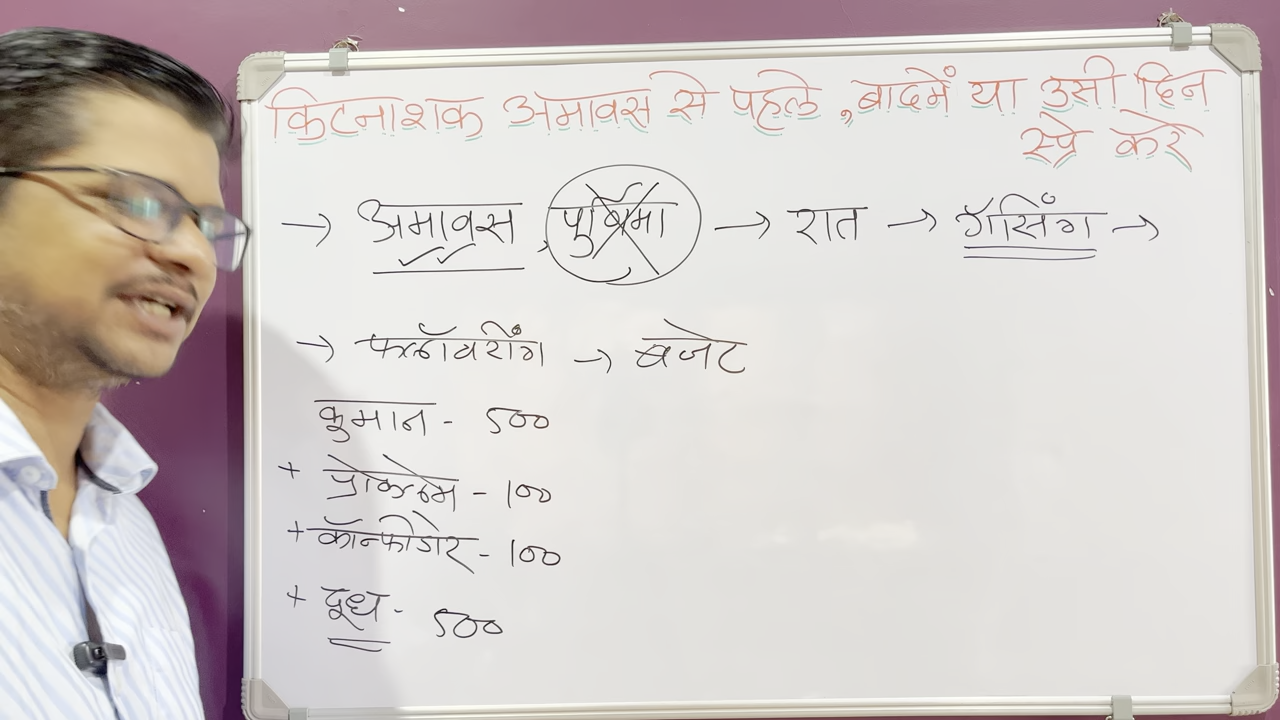 किटनाशक अमावस से पहले, बादमें या उसी दिन
स्प्रे करे
→ अमावस, पुर्णिमा → रात → गॅसिंग →
→ फ्लॉवरींग → बजेट
कुमान - 500
+ प्रोक्लेम - 100
+ कॉन्फीडोर - 100
+ दूध - 500